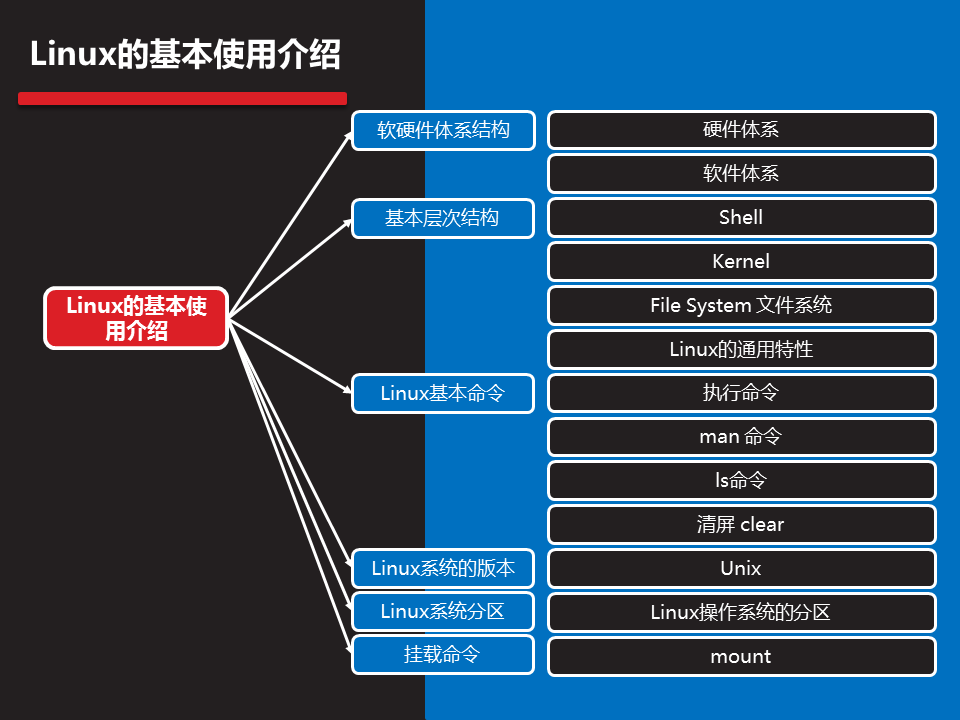 Linux的基本使用介绍
软硬件体系结构
硬件体系
软件体系
基本层次结构
Shell
Kernel
File System 文件系统
Linux的通用特性
Linux的基本使
用介绍
Linux基本命令
执行命令
man 命令
ls命令
清屏 clear
Linux系统的版本
Unix
Linux系统分区
Linux操作系统的分区
挂载命令
mount